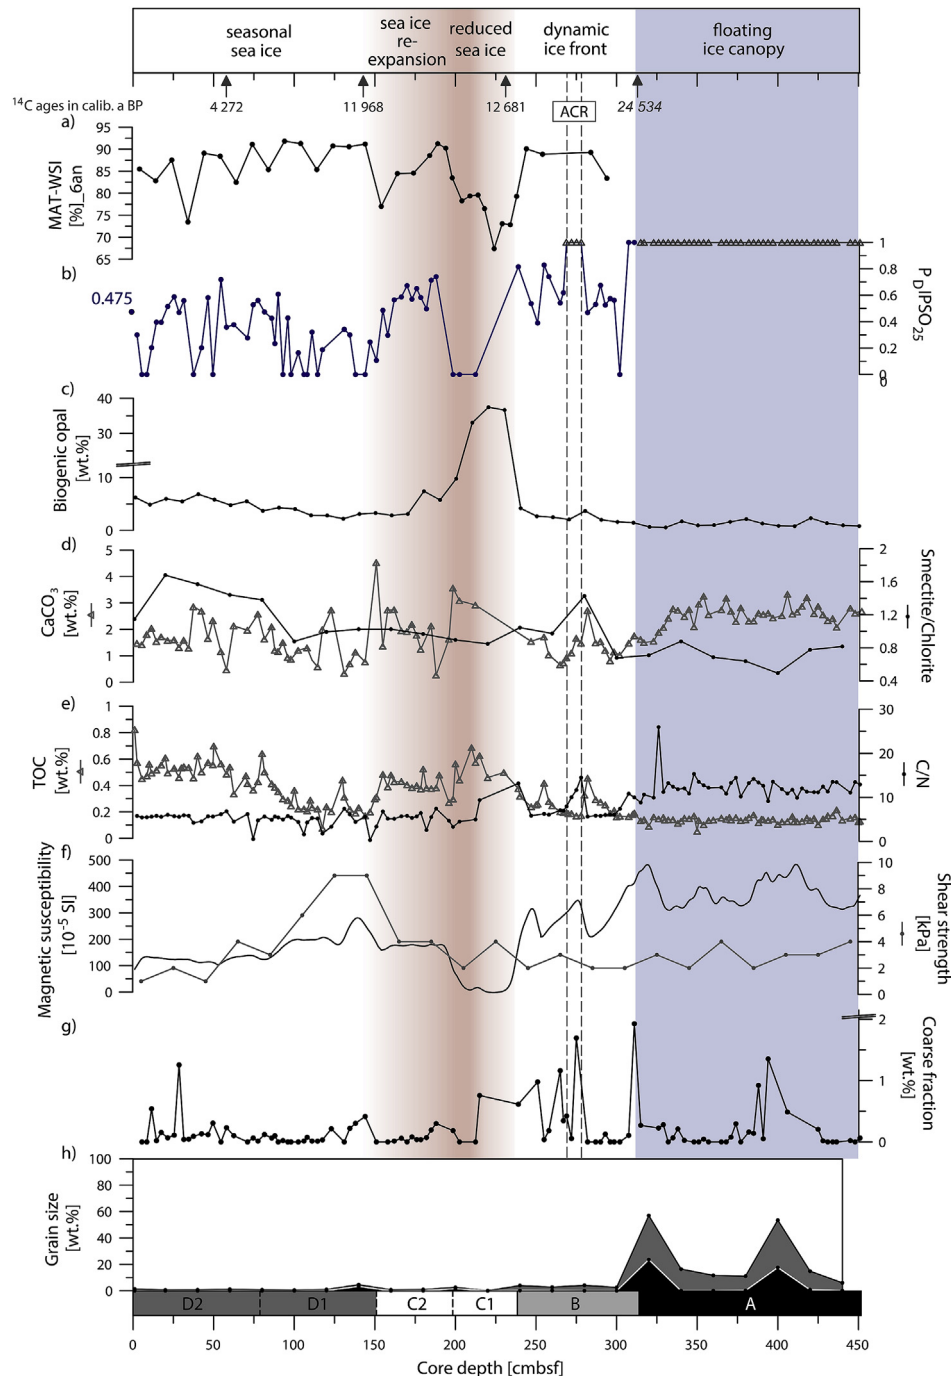 seasonal
sea ice
sea ice
re-
expansion
reduced
sea ice
dynamic
ice front
floating
ice canopy
14C ages in calib. a BP
4 272
11 968
12 681
24 534
ACR
a)
MAT-WSI
[%]_6an
95
90
85
80
75
70
65
b)
0.475
PDIPSO25
1
0.8
0.6
0.4
0.2
0
0
c)
Biogenic opal
[wt.%]
40
30
10
0
d)
CaCO3
[wt.%]
5
4
3
2
1
0
Smectite/Chlorite
2
1.6
1.2
0.8
0.4
e)
TOC
[wt.%]
1
0.8
0.6
0.4
0.2
0
C/N
30
20
10
0
f)
Magnetic susceptibility
[10-5 SI]
500
400
300
200
100
0
Shear strength
[kPa]
10
8
6
4
2
0
g)
Coarse fraction
[wt.%]
2
1
0
h)
Grain size
[wt.%]
100
80
60
40
20
0
D2
D1
C2
C1
B
A
0
50
100
150
200
250
300
350
400
450
Core depth [cmbsf]